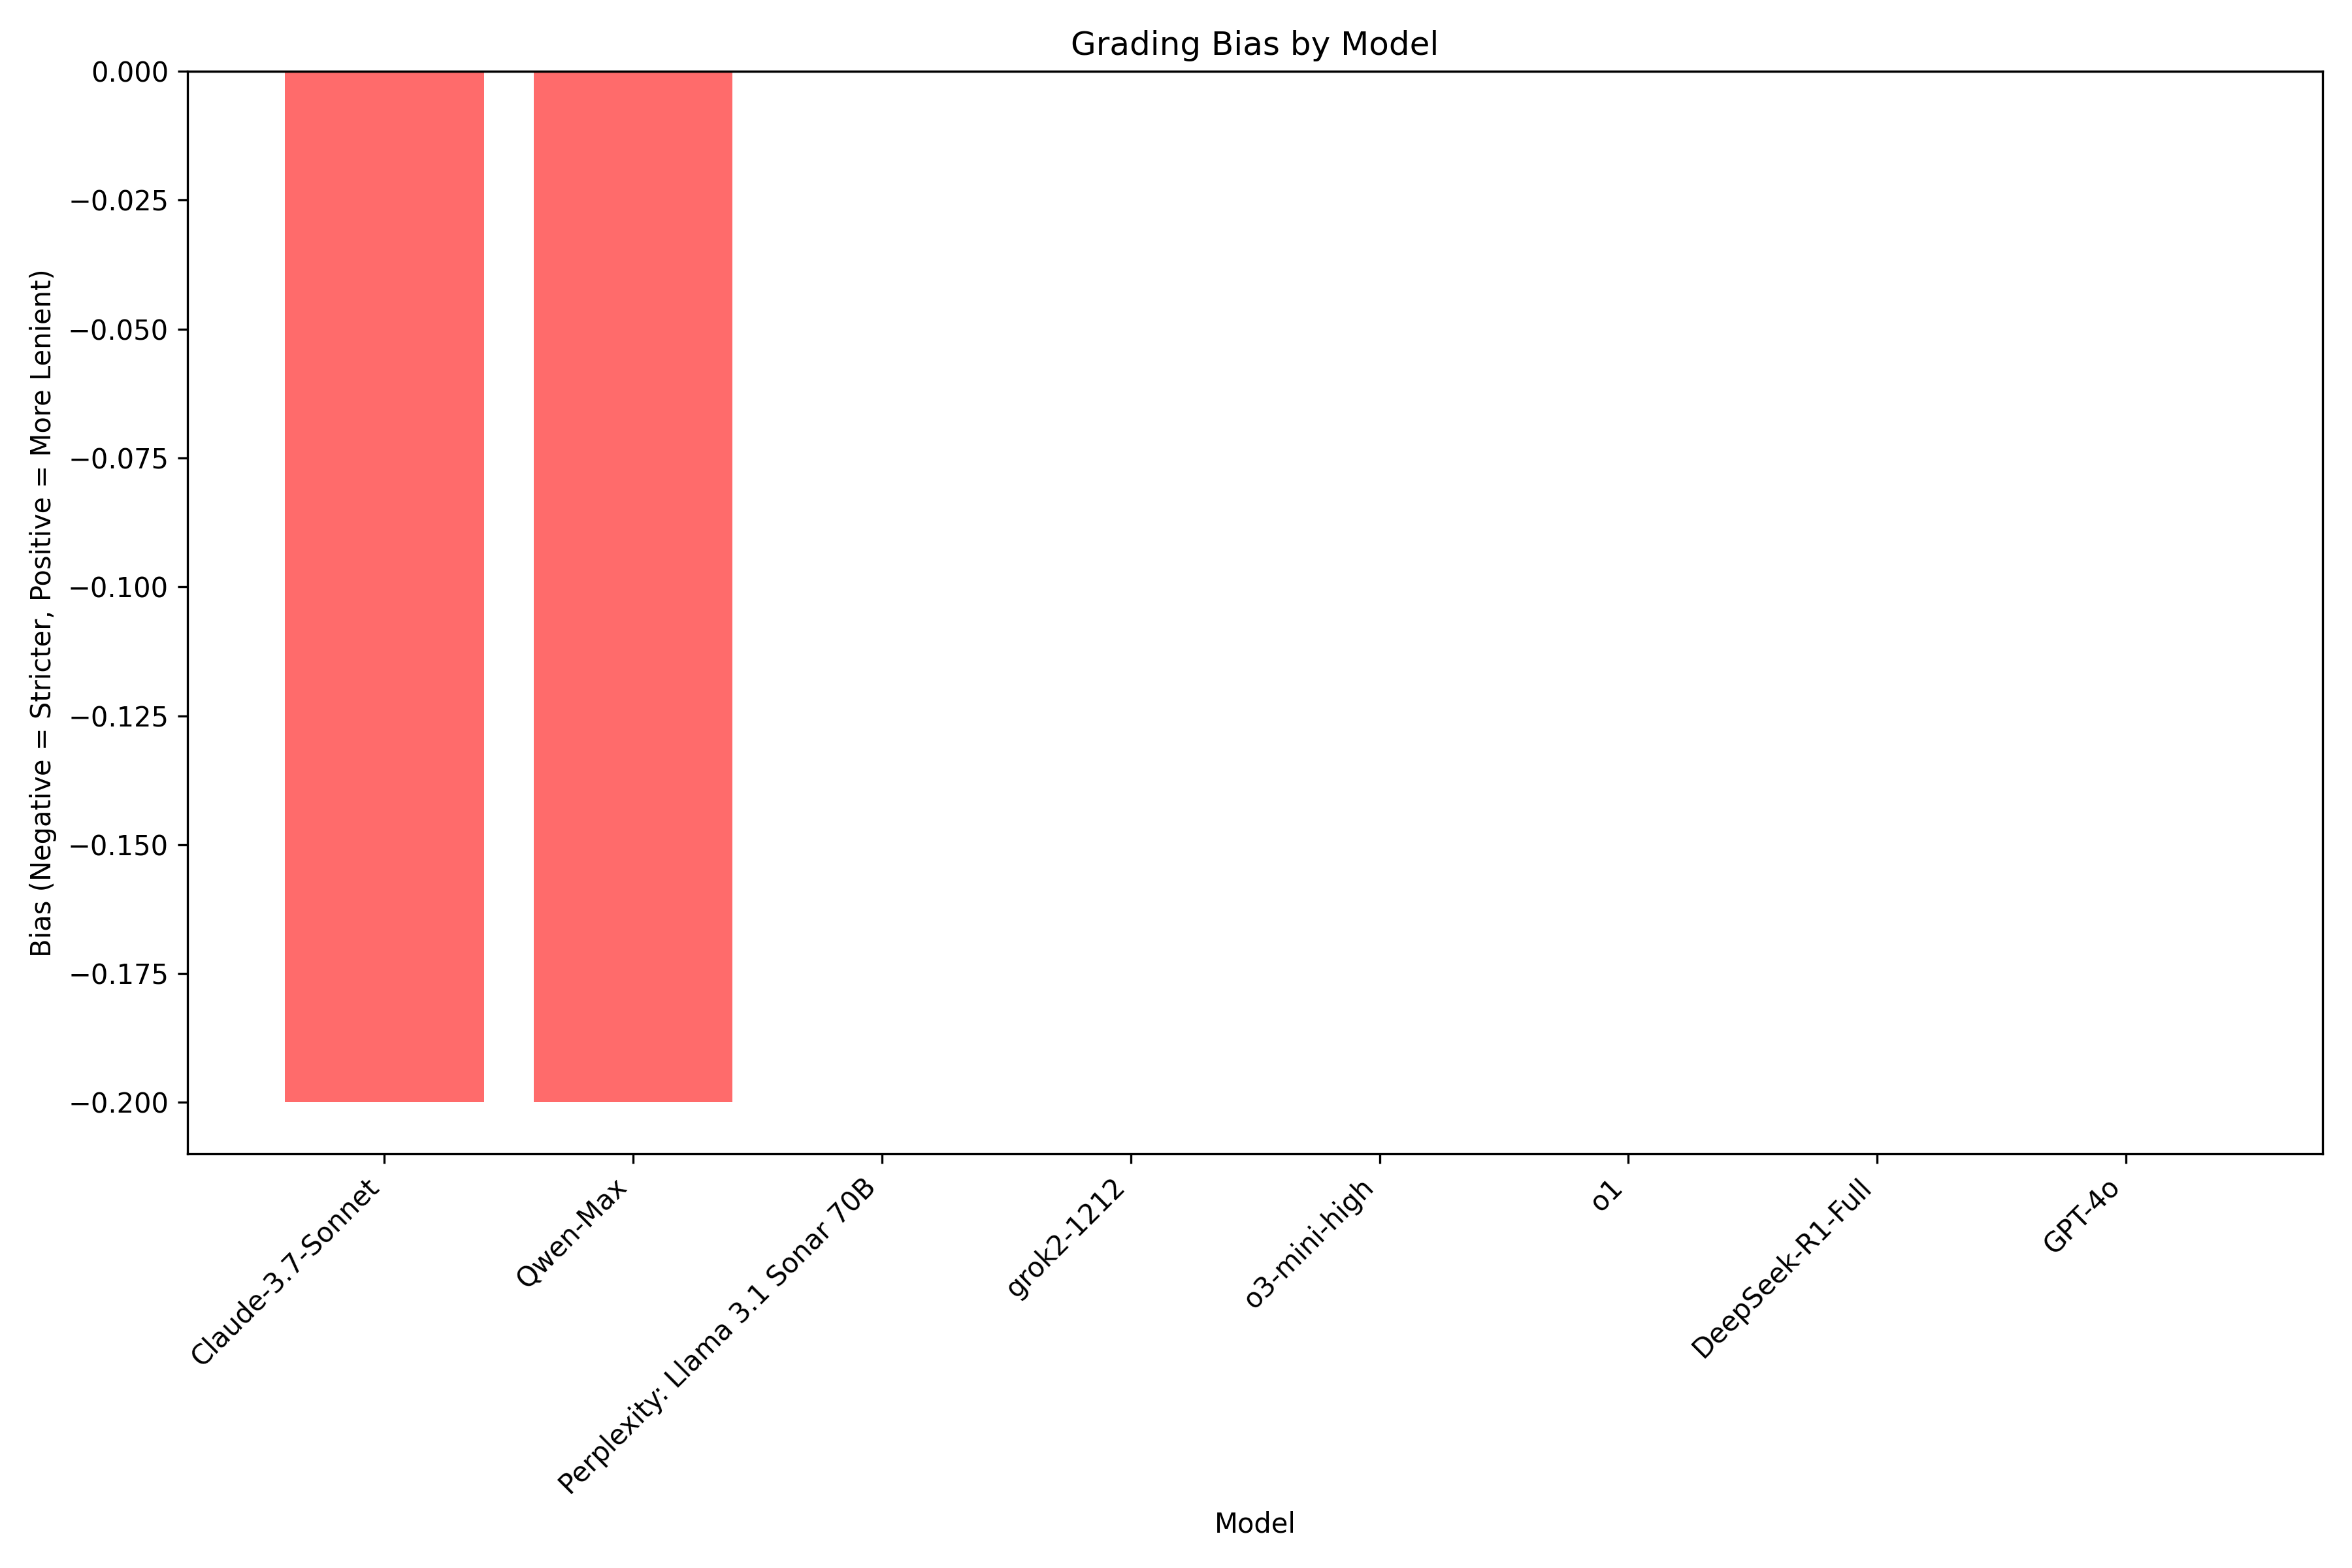 Grading Bias by Model
Bias (Negative = Stricter, Positive = More Lenient)
0.000
−0.025
−0.050
−0.075
−0.100
−0.125
−0.150
−0.175
−0.200
Claude-3.7-Sonnet
Qwen-Max
Perplexity: Llama 3.1 Sonar 70B
grok2-1212
o3-mini-high
o1
DeepSeek-R1-Full
GPT-4o
Model